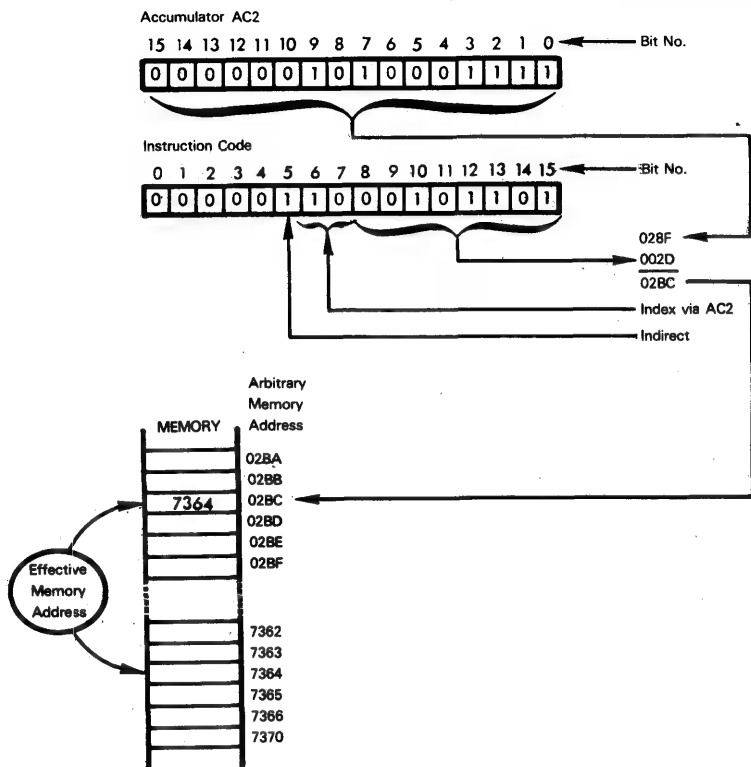 Accumulator AC2
15 14 13 12 11 10 9 8 7 6 5 4 3 2 1 0 Bit No.
0 0 0 0 0 0 1 0 1 0 0 0 1 1 1 1
Instruction Code
0 1 2 3 4 5 6 7 8 9 10 11 12 13 14 15 Bit No.
0 0 0 0 0 1 1 0 0 0 1 0 1 1 0 1
028F
002D
02BC
Index via AC2
Indirect
Arbitrary
Memory
MEMORY Address
02BA
02BB
7364 02BC
02BD
02BE
02BF
Effective
Memory
Address
7362
7363
7364
7365
7366
7370